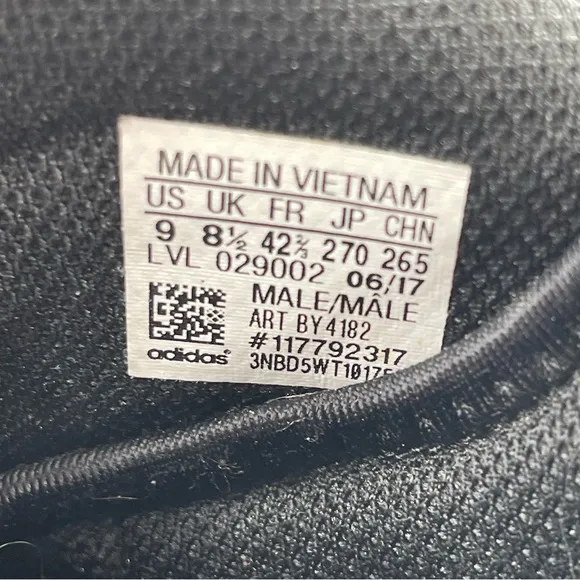 MADE IN VIETNAM
US UK FR JP CHN
9 8½ 42⅔ 270 265
LVL 029002 06/17
MALE/MÂLE
ART BY4182
#117792317
adidas® 3NBD5WT1017